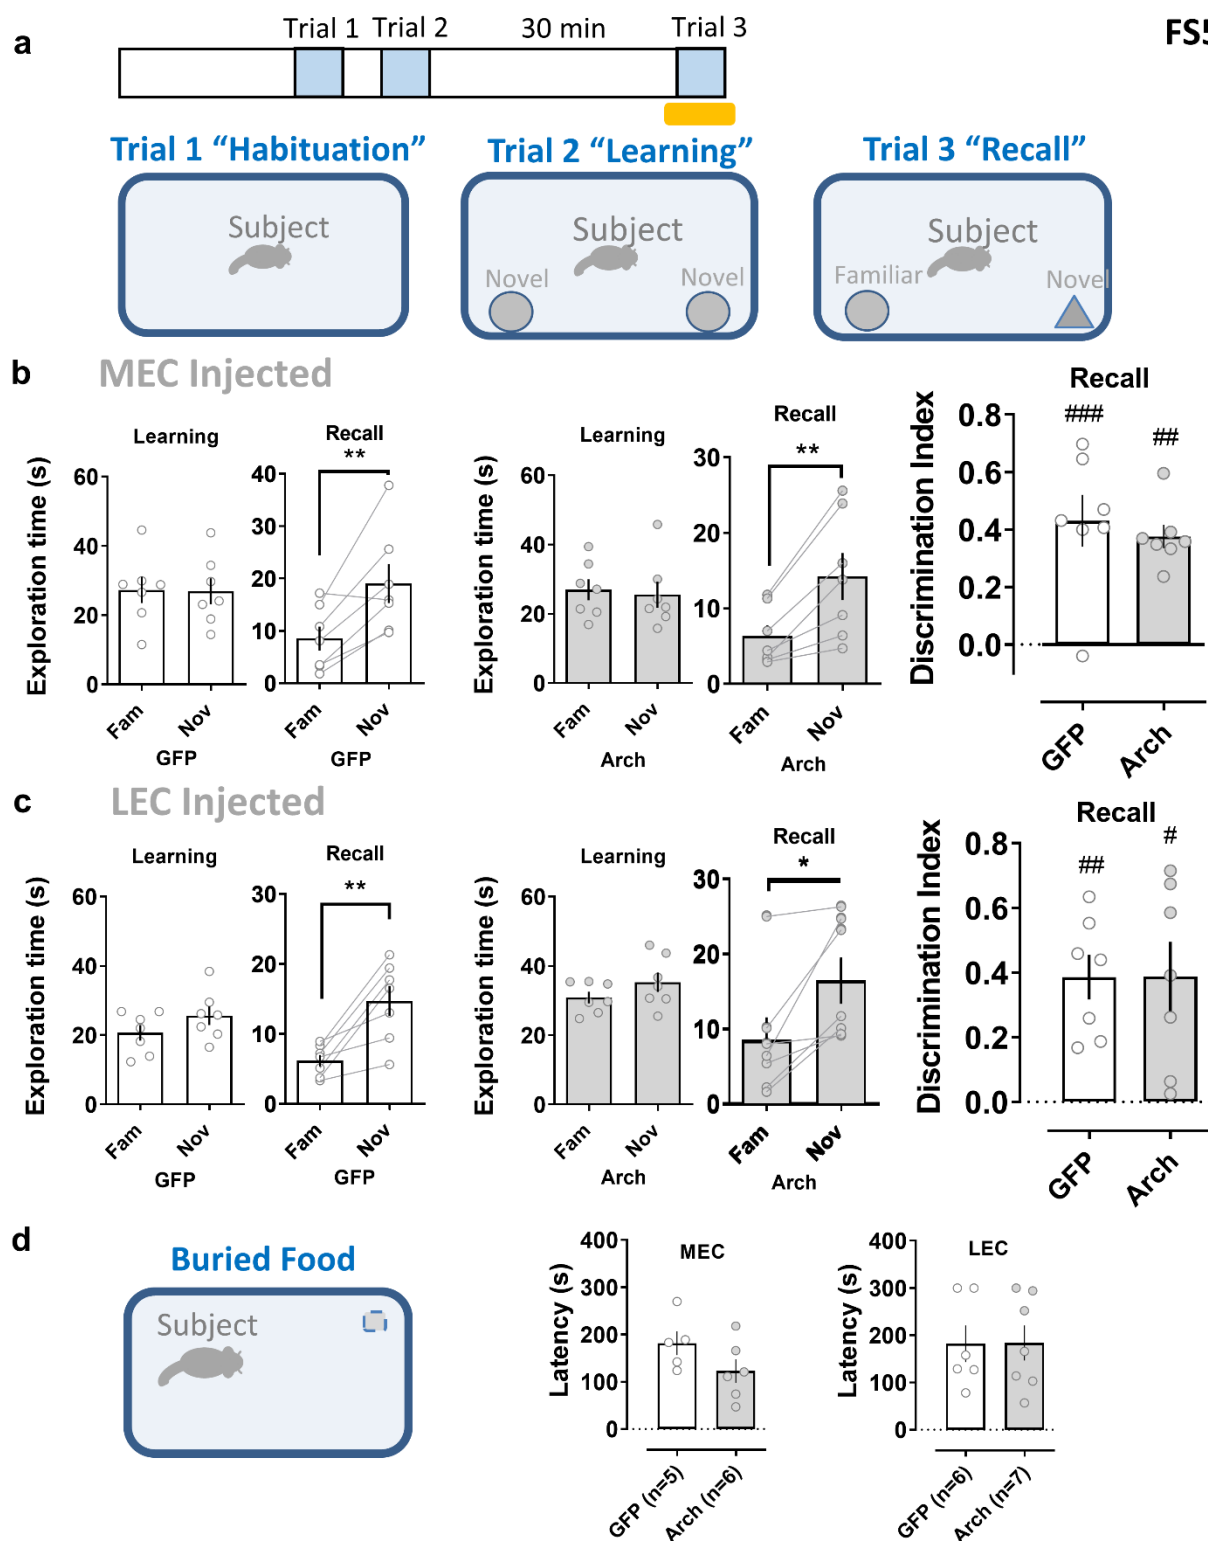 a
Trial 1 Trial 2 30 min Trial 3
FS5
Trial 1 “Habituation”
Trial 2 “Learning”
Trial 3 “Recall”
Subject
Subject
Novel
Novel
Subject
Familiar
Novel
b
MEC Injected
Learning
Exploration time (s)
60
40
20
0
Fam
Nov
GFP
Recall
**
40
30
20
10
0
Fam
Nov
GFP
Learning
Exploration time (s)
60
40
20
0
Fam
Nov
Arch
Recall
**
30
20
10
0
Fam
Nov
Arch
Recall
Discrimination Index
###
##
0.8
0.6
0.4
0.2
0.0
GFP
Arch
c
LEC Injected
Learning
Exploration time (s)
60
40
20
0
Fam
Nov
GFP
Recall
**
30
20
10
0
Fam
Nov
GFP
Learning
Exploration time (s)
60
40
20
0
Fam
Nov
Arch
Recall
*
30
20
10
0
Fam
Nov
Arch
Recall
Discrimination Index
##
#
0.8
0.6
0.4
0.2
0.0
GFP
Arch
d
Buried Food
Subject
MEC
Latency (s)
400
300
200
100
0
GFP (n=5)
Arch (n=6)
LEC
Latency (s)
400
300
200
100
0
GFP (n=6)
Arch (n=7)